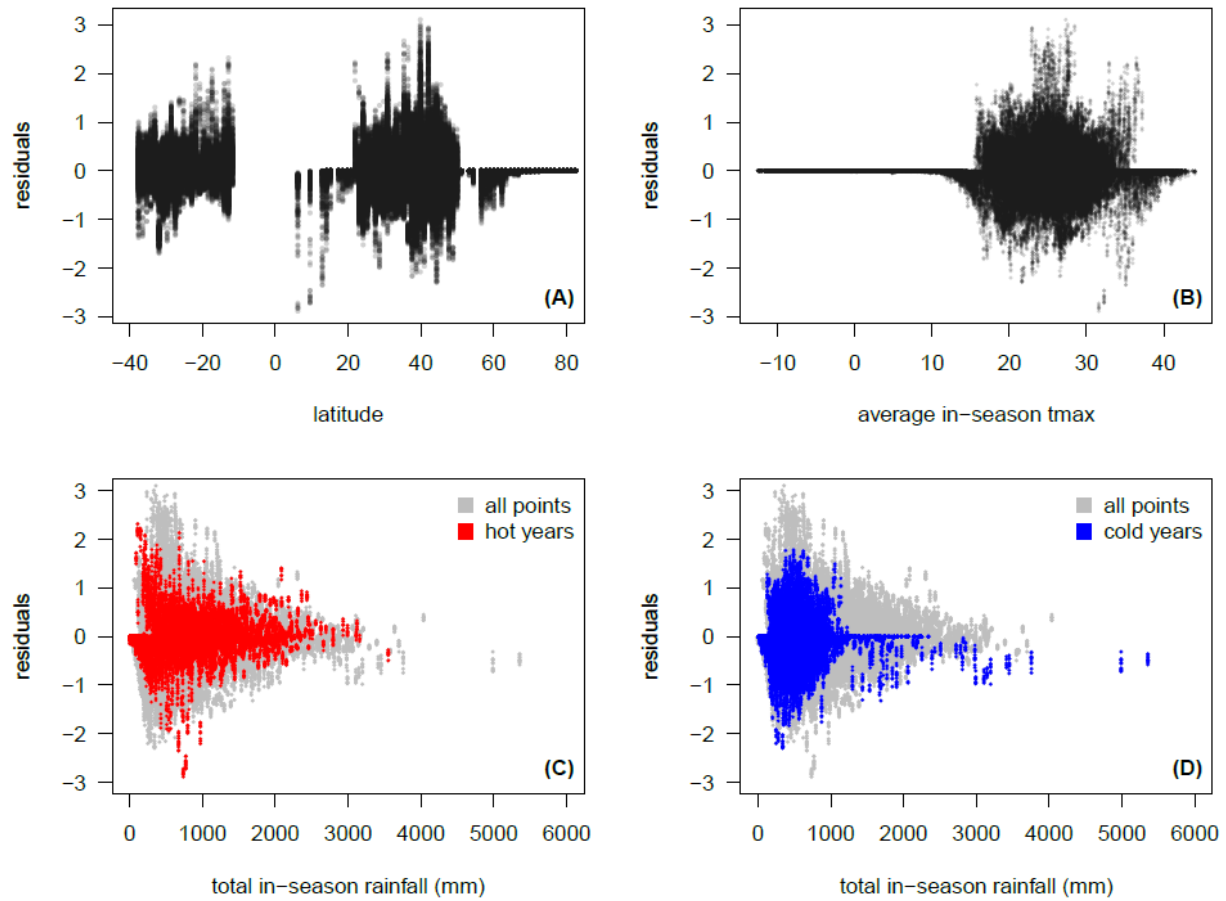 3
2
1
0
−1
−2
−3
residuals
(A)
−40 −20 0 20 40 60 80
latitude
3
2
1
0
−1
−2
−3
residuals
(B)
−10 0 10 20 30 40
average in−season tmax
3
2
1
0
−1
−2
−3
residuals
all points
hot years
(C)
0 1000 2000 3000 4000 5000 6000
total in−season rainfall (mm)
3
2
1
0
−1
−2
−3
residuals
all points
cold years
(D)
0 1000 2000 3000 4000 5000 6000
total in−season rainfall (mm)